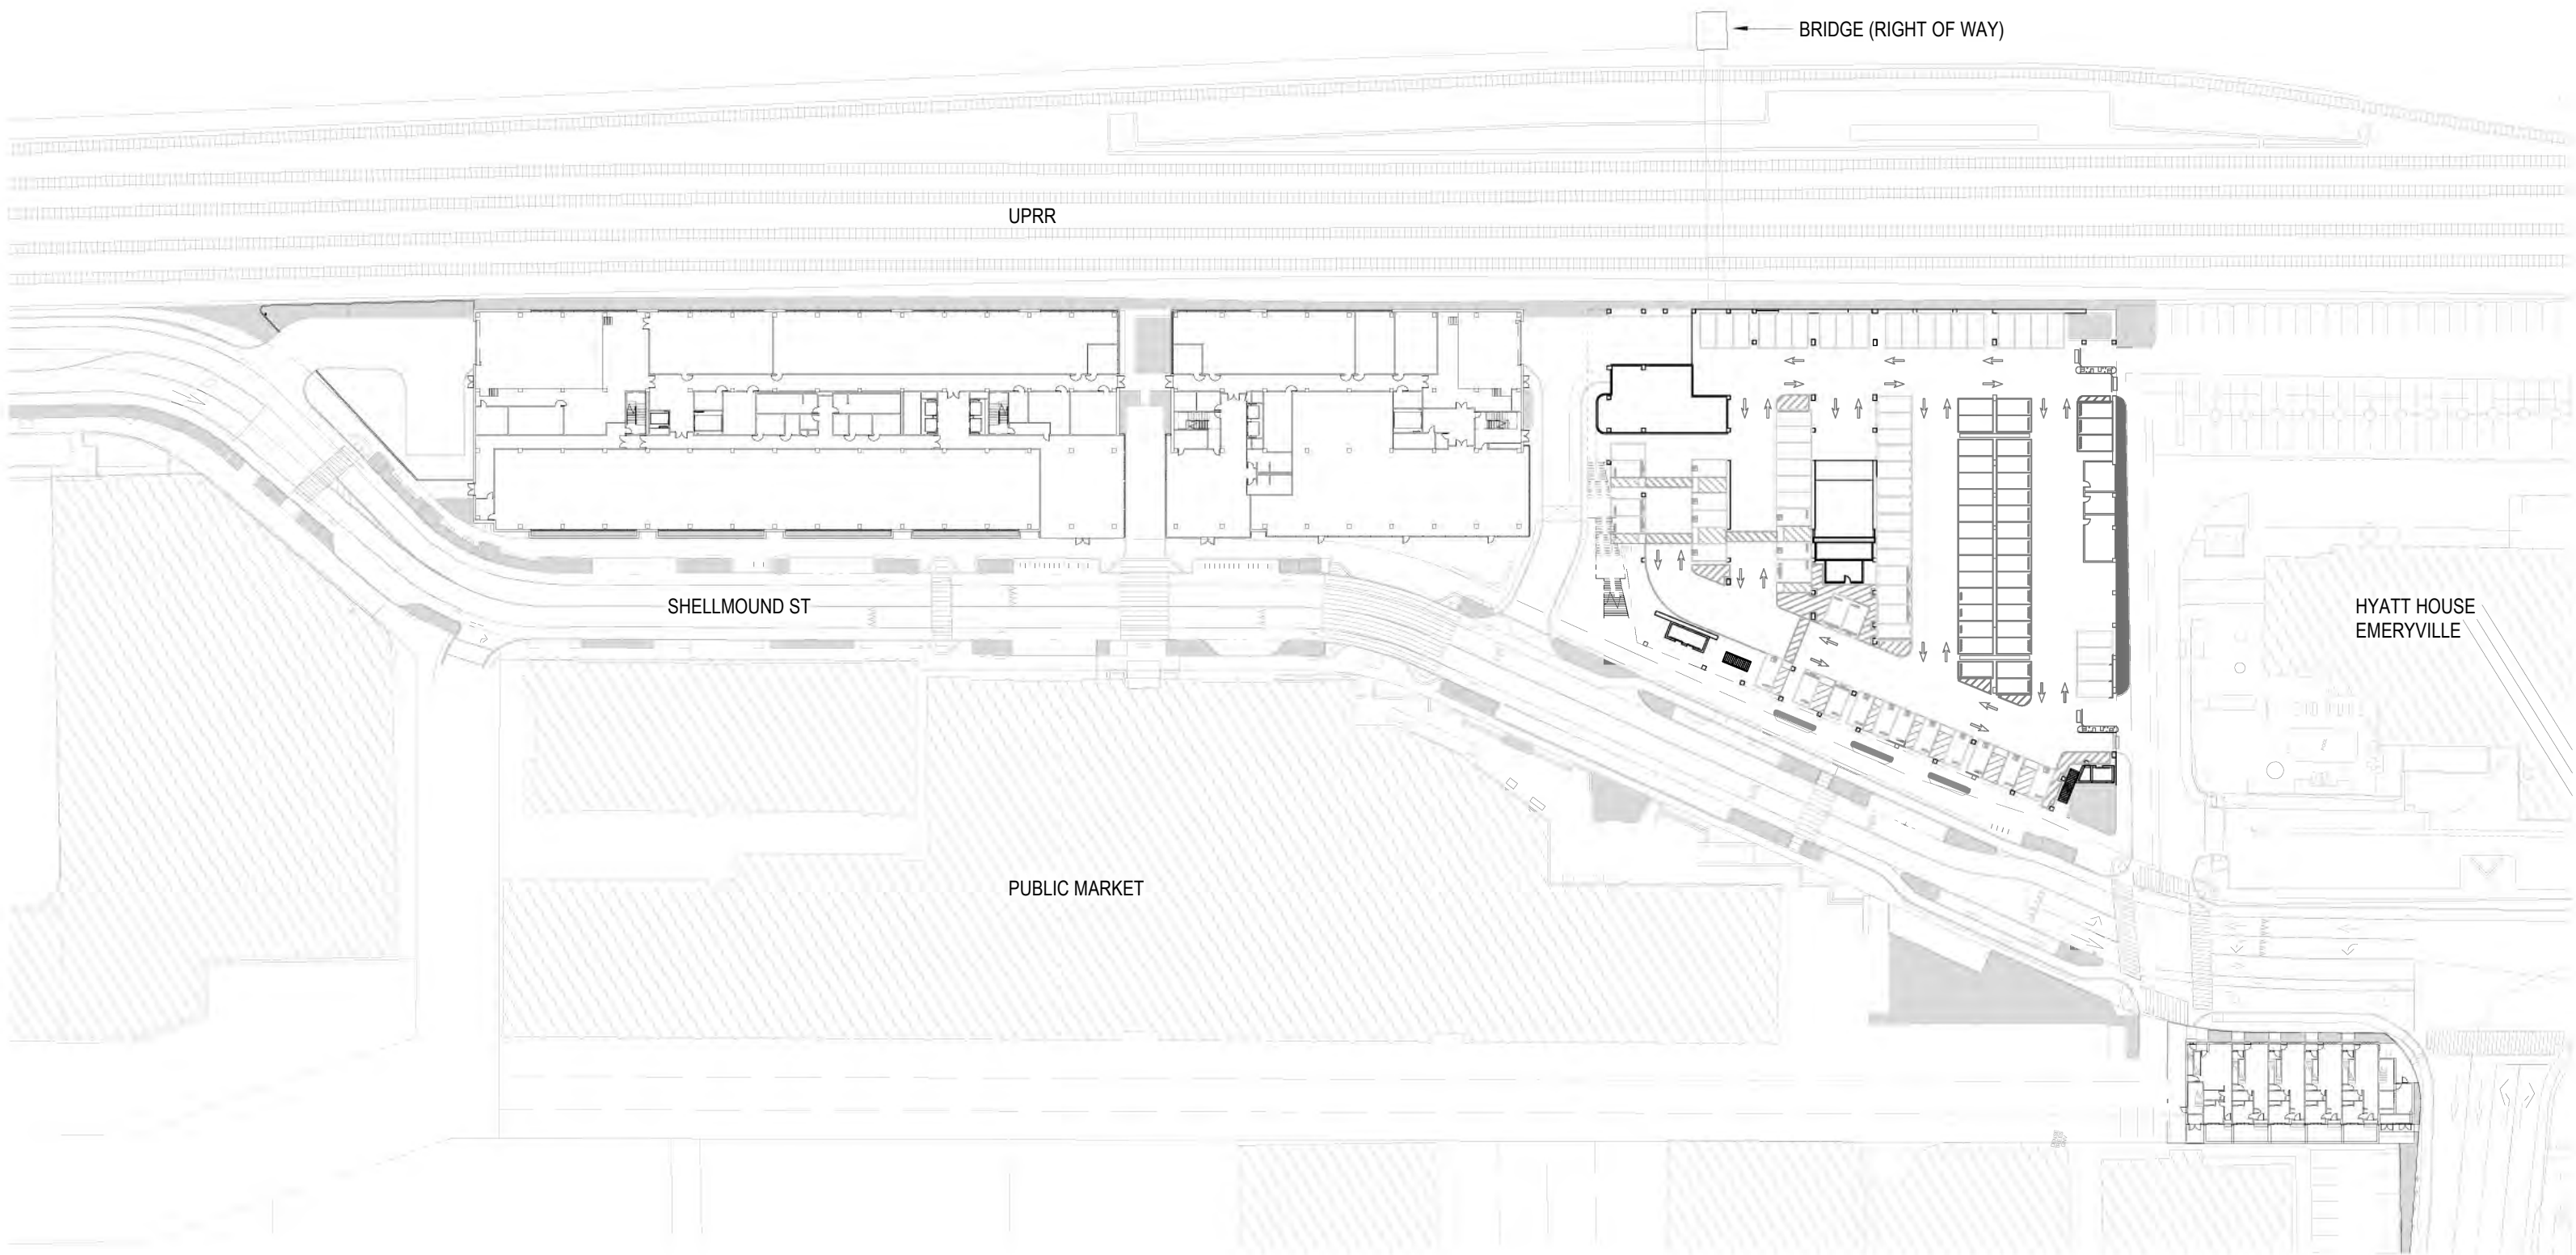 BRIDGE (RIGHT OF WAY)
UPRR
SHELLMOUND ST
HYATT HOUSE
EMERYVILLE
PUBLIC MARKET